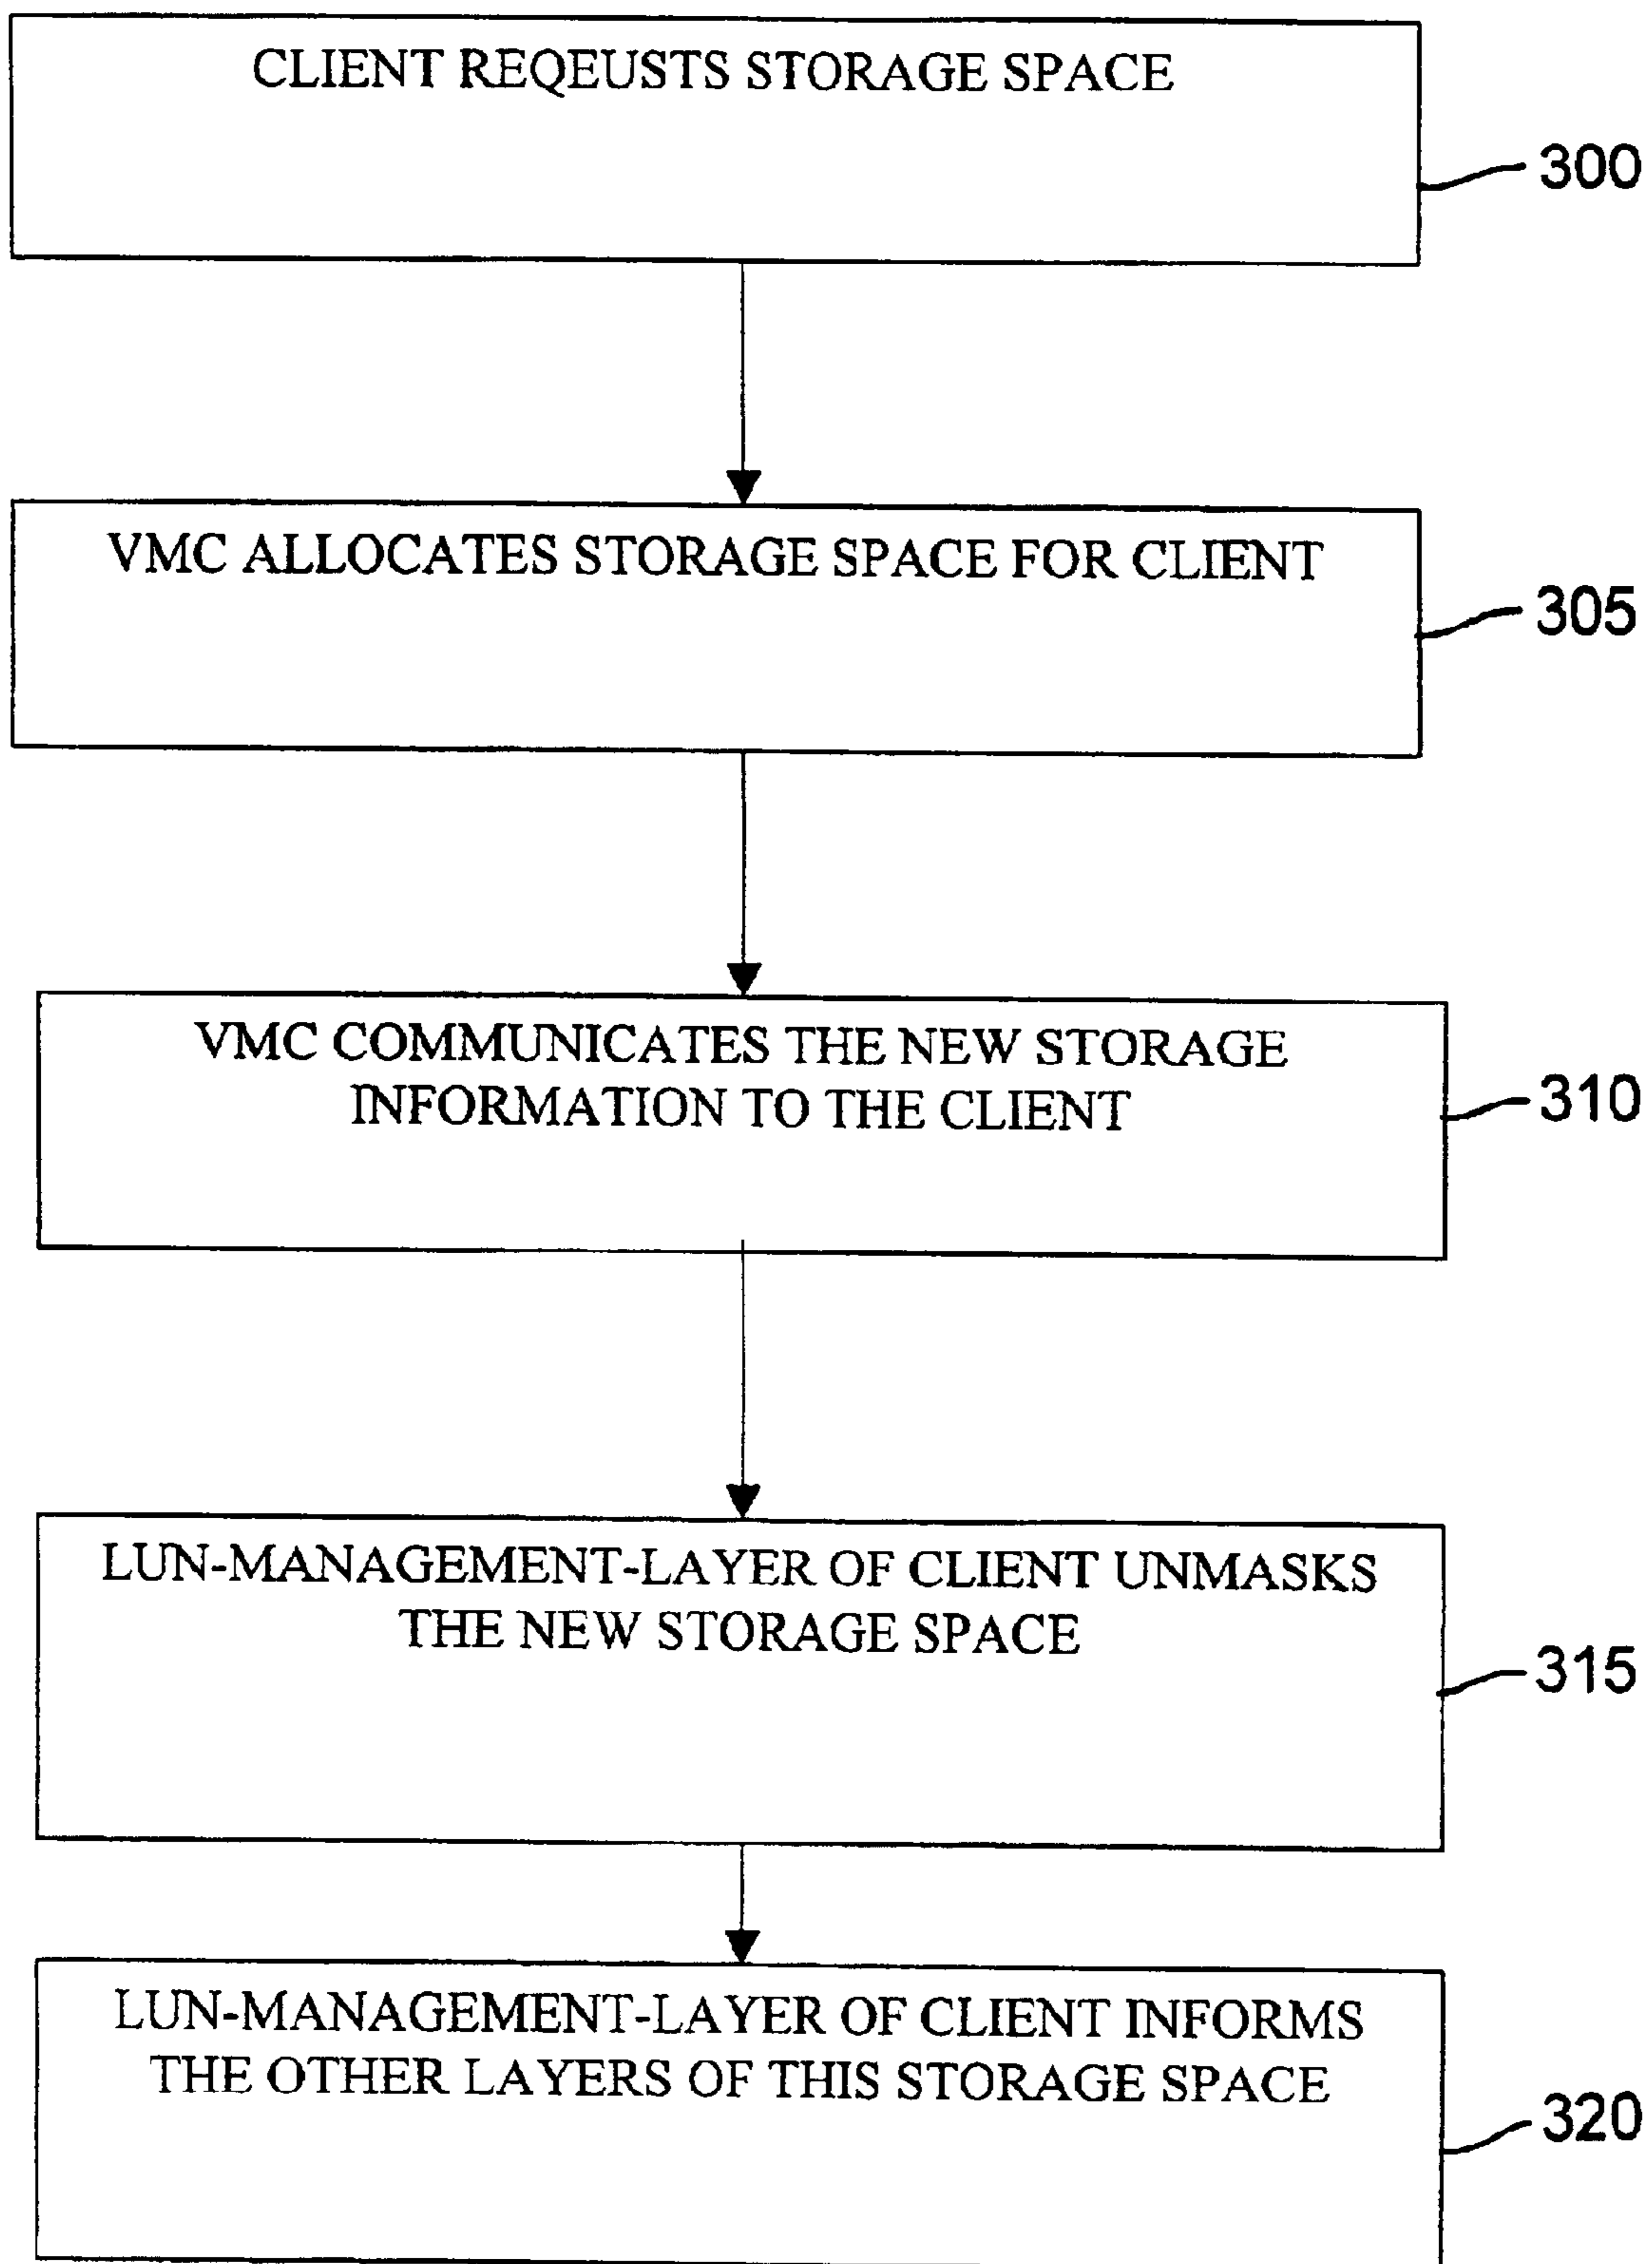 CLIENT REQEUSTS STORAGE SPACE
300
VMC ALLOCATES STORAGE SPACE FOR CLIENT
305
VMC COMMUNICATES THE NEW STORAGE
INFORMATION TO THE CLIENT
310
LUN-MANAGEMENT-LAYER OF CLIENT UNMASKS
THE NEW STORAGE SPACE
315
LUN-MANAGEMENT-LAYER OF CLIENT INFORMS
THE OTHER LAYERS OF THIS STORAGE SPACE
320